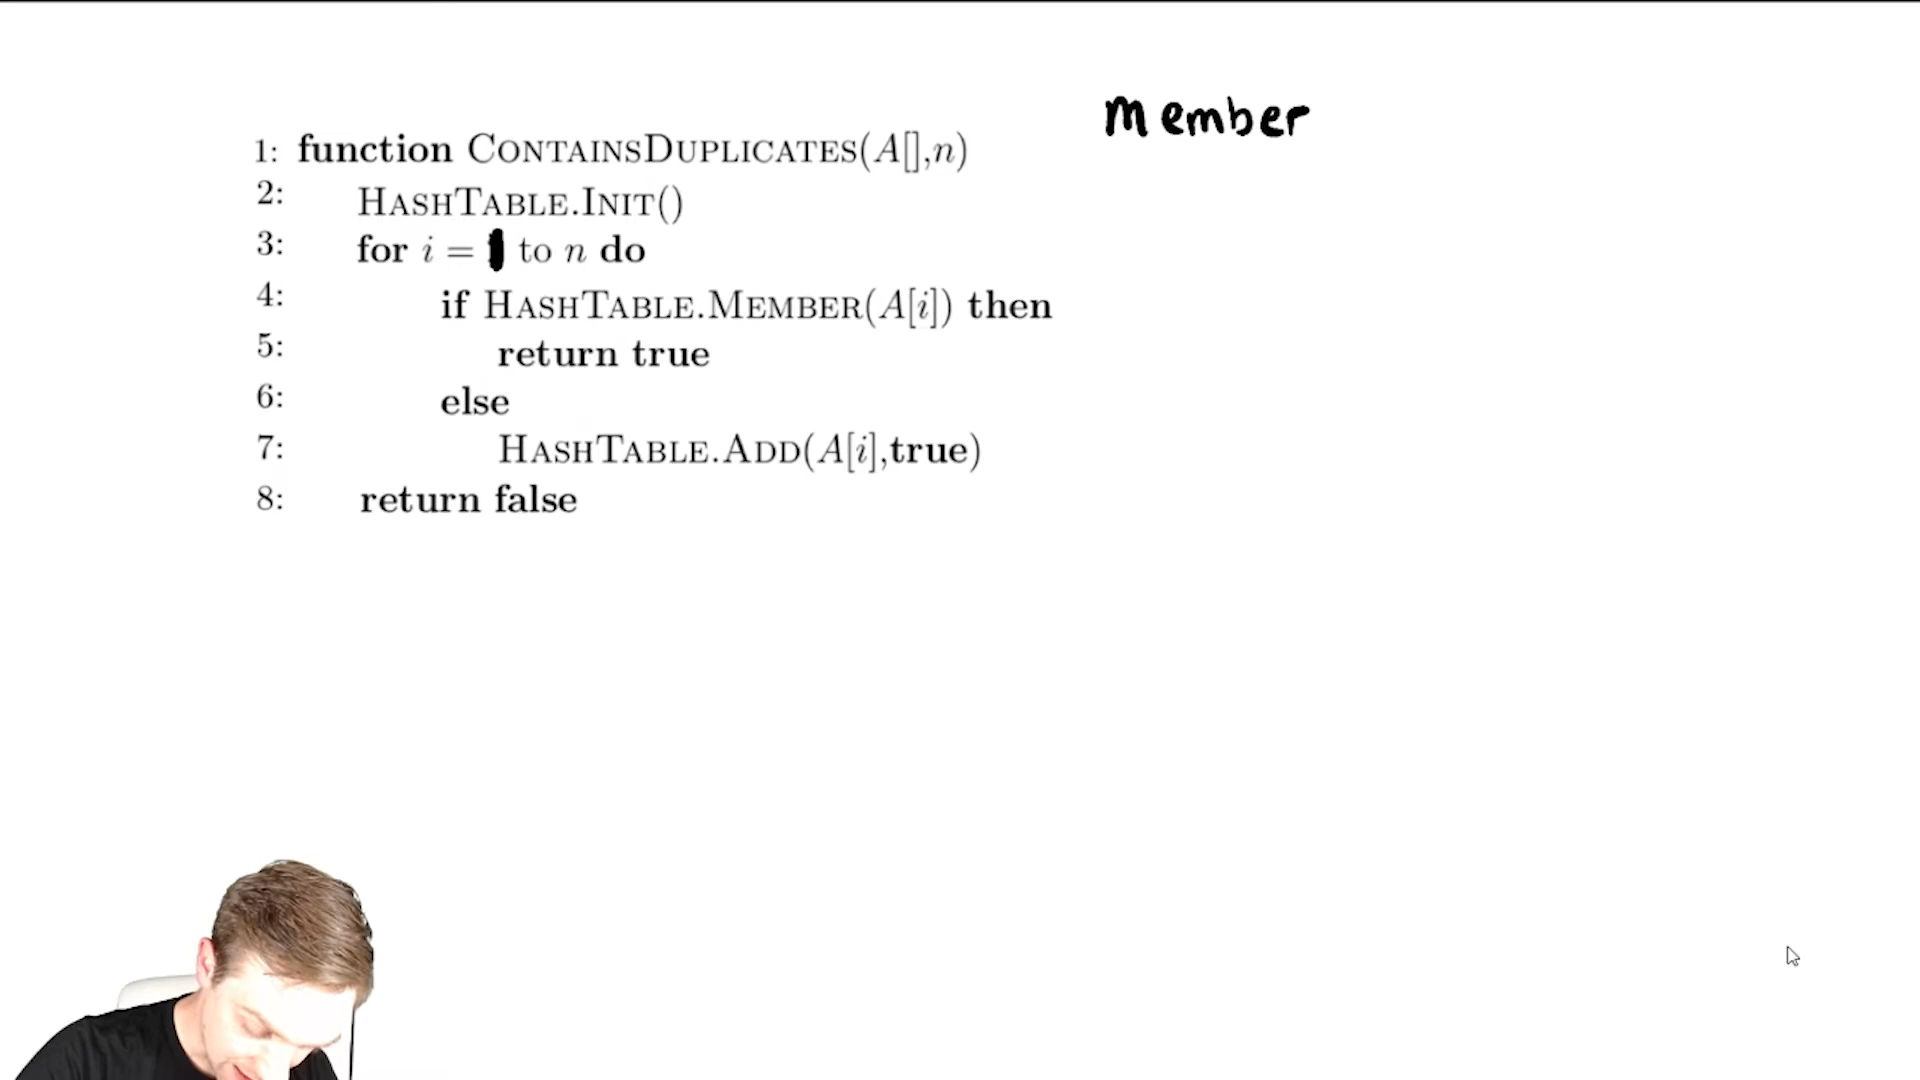 Member
1: function CONTAINSDUPLICATES(A[],n)
2: HASHTABLE.INIT()
3: for i = 1 to n do
4: if HASHTABLE.MEMBER(A[i]) then
5: return true
6: else
7: HASHTABLE.ADD(A[i],true)
8: return false